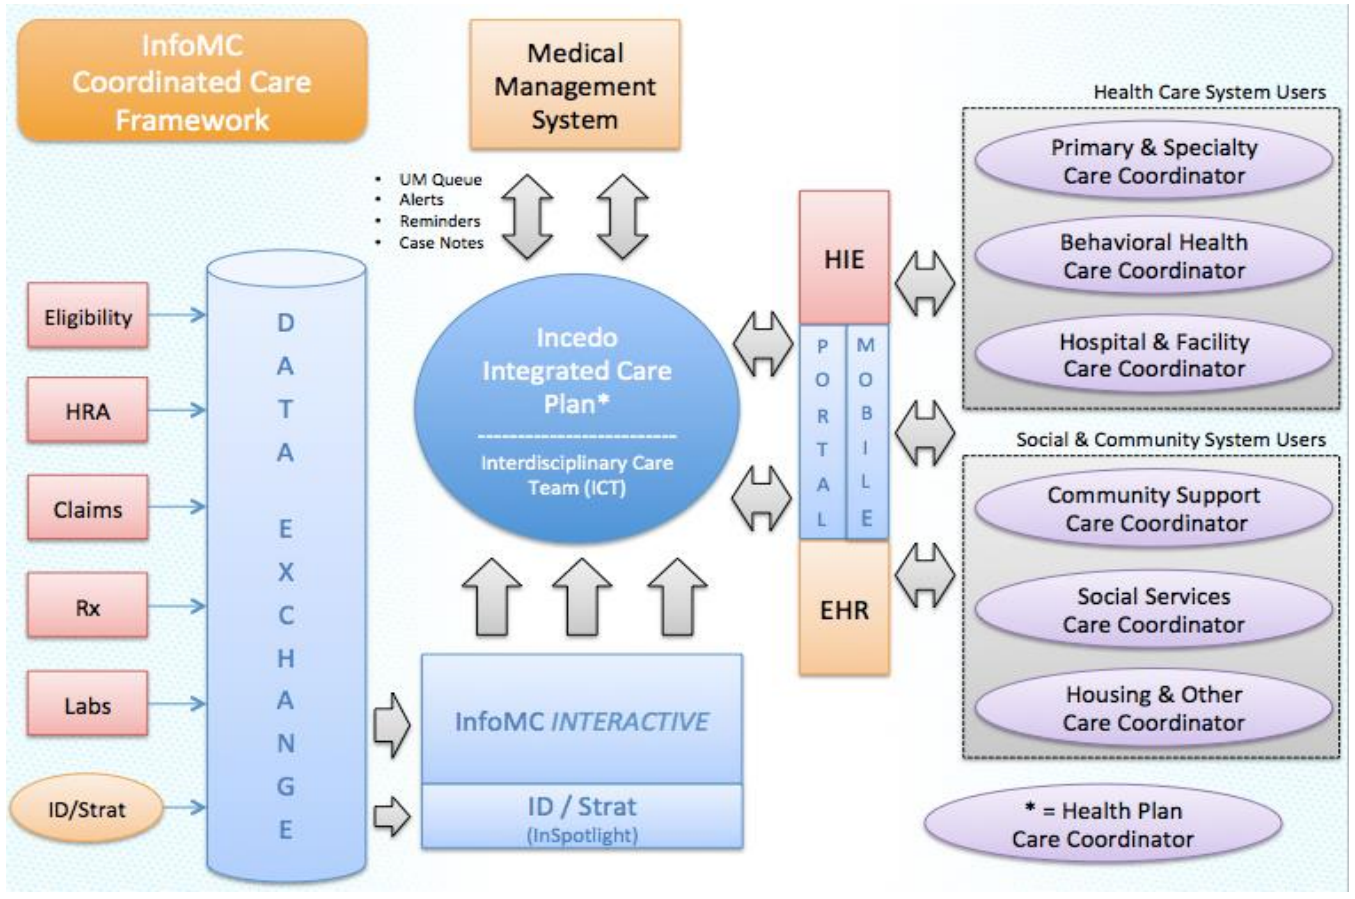 InfoMC
Coordinated Care
Framework
Medical
Management
System
• UM Queue
• Alerts
• Reminders
• Case Notes
Eligibility
HRA
Claims
Rx
Labs
ID/Strat
DATA EXCHANGE
Incedo
Integrated Care
Plan*
--------------------------
Interdisciplinary Care
Team (ICT)
InfoMC INTERACTIVE
ID / Strat
(InSpotlight)
HIE
PORTAL
MOBILE
EHR
Health Care System Users
Primary & Specialty
Care Coordinator
Behavioral Health
Care Coordinator
Hospital & Facility
Care Coordinator
Social & Community System Users
Community Support
Care Coordinator
Social Services
Care Coordinator
Housing & Other
Care Coordinator
* = Health Plan
Care Coordinator